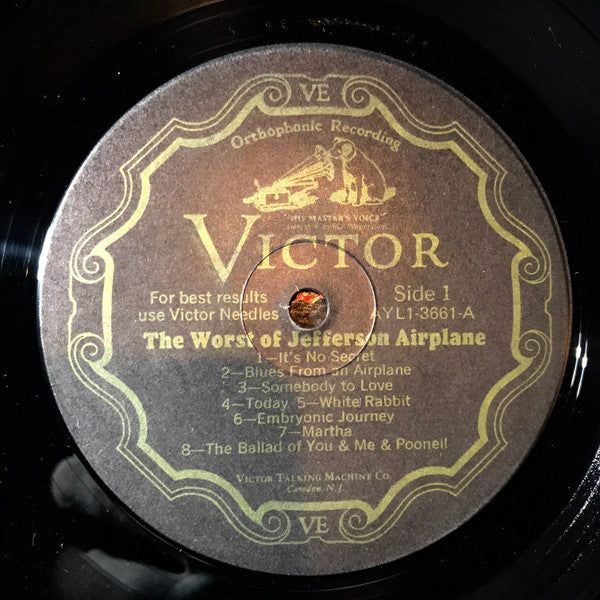 VE
Orthophonic Recording
"HIS MASTER'S VOICE"
VICTOR
For best results
use Victor Needles
Side 1
AYL1-3661-A
The Worst of Jefferson Airplane
1—It's No Secret
2—Blues From an Airplane
3—Somebody to Love
4—Today 5—White Rabbit
6—Embryonic Journey
7—Martha
8—The Ballad of You & Me & Pooneil
VICTOR TALKING MACHINE CO.
Camden, N.J.
VE